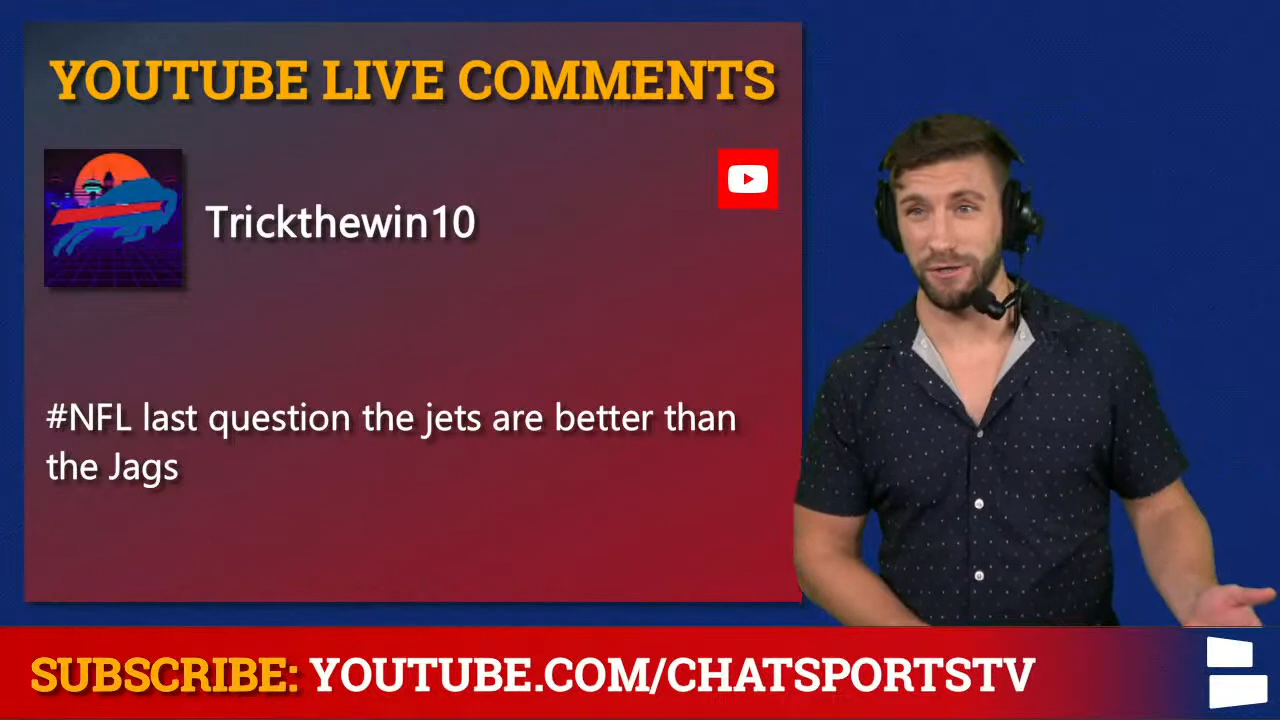 YOUTUBE LIVE COMMENTS
Trickthewin10
#NFL last question the jets are better than
the Jags
SUBSCRIBE: YOUTUBE.COM/CHATSPORTSTV